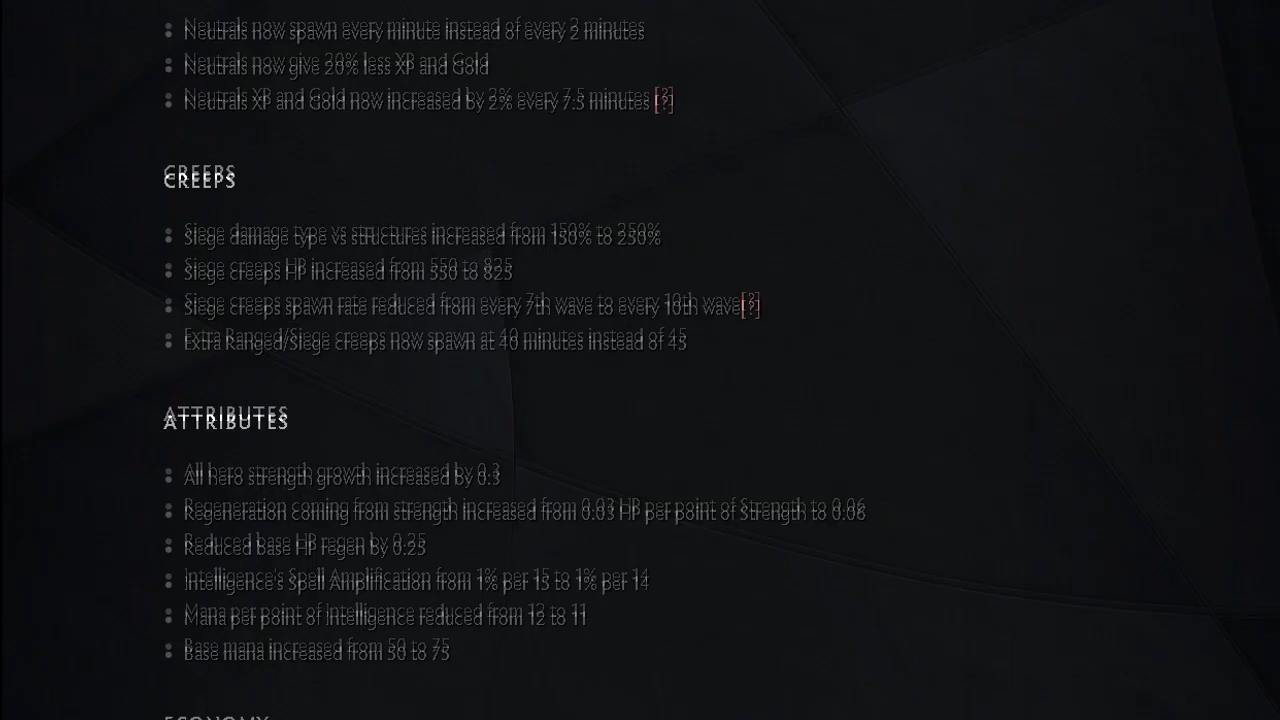 Neutrals now spawn every minute instead of every 2 minutes
Neutrals now give 20% less XP and Gold
Neutrals XP and Gold now increased by 2% every 7.5 minutes [?]
CREEPS
Siege damage type vs structures increased from 150% to 250%
Siege creeps HP increased from 550 to 825
Siege creeps spawn rate reduced from every 7th wave to every 10th wave[?]
Extra Ranged/Siege creeps now spawn at 40 minutes instead of 45
ATTRIBUTES
All hero strength growth increased by 0.3
Regeneration coming from strength increased from 0.03 HP per point of Strength to 0.06
Reduced base HP regen by 0.25
Intelligence's Spell Amplification from 1% per 15 to 1% per 14
Mana per point of Intelligence reduced from 12 to 11
Base mana increased from 50 to 75
ECONOMY